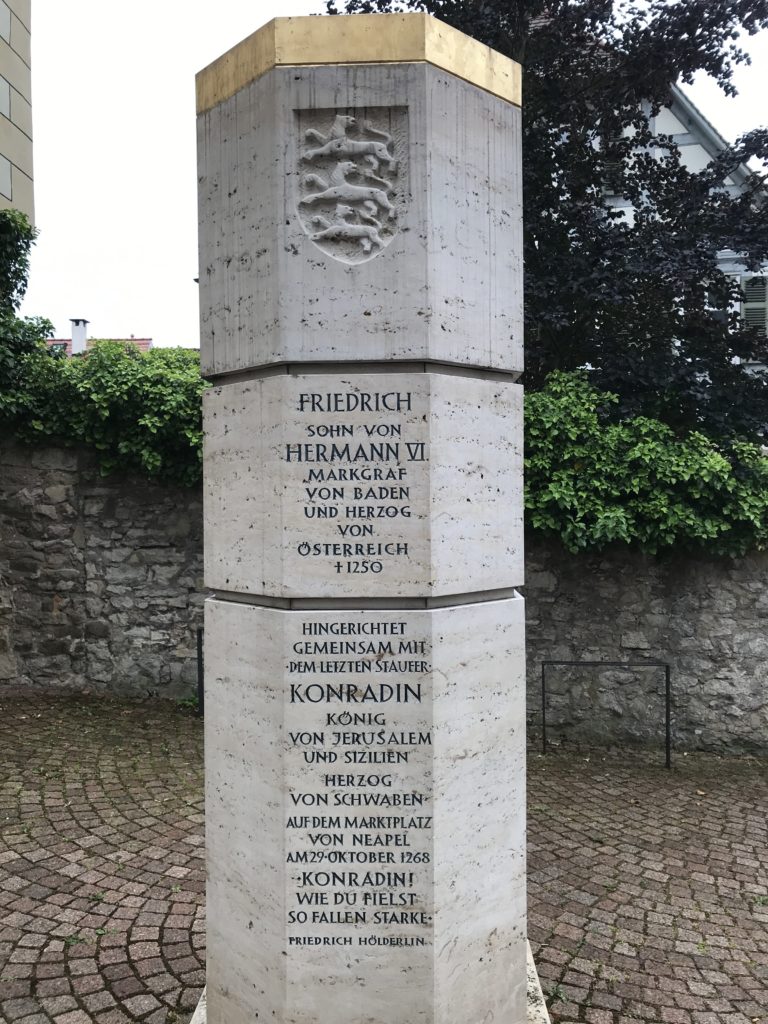 FRIEDRICH
SOHN VON
HERMANN VI.
MARKGRAF
VON BADEN
UND HERZOG
VON
ÖSTERREICH
†1250
HINGERICHTET
GEMEINSAM MIT
·DEM LETZTEN STAUFER·
KONRADIN
KÖNIG
VON JERUSALEM
UND SIZILIEN
HERZOG
VON SCHWABEN·
AUF DEM MARKTPLATZ
VON NEAPEL
AM 29·OKTOBER 1268
·KONRADIN!
WIE DU FIELST
SO FALLEN STARKE·
FRIEDRICH HÖLDERLIN